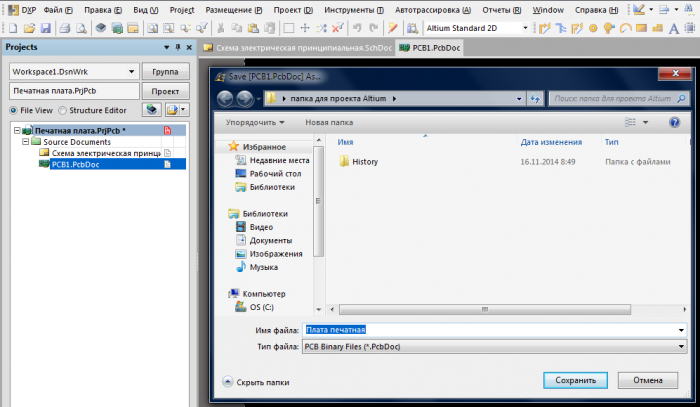 DXP Файл (F) Правка (E) Вид (V) Project Размещение (P) Проект (D) Инструменты (T) Автотрассировка (A) Отчеты (R) Window Справка (H)
Altium Standard 2D
Projects
Workspace1.DsnWrk Группа
Печатная плата.PrjPcb Проект
File View Structure Editor
Печатная плата.PrjPcb *
Source Documents
Схема электрическая принци
PCB1.PcbDoc
Схема электрическая принципиальная.SchDoc PCB1.PcbDoc
Save [PCB1.PcbDoc] As...
папка для проекта Altium
Поиск: папка для проекта Altium
Упорядочить Новая папка
Избранное
Недавние места
Рабочий стол
Библиотеки
Библиотеки
Видео
Документы
Изображения
Музыка
Компьютер
OS (C:)
Имя Дата изменения Тип
History 16.11.2014 8:49 Папка с файлами
Имя файла: Плата печатная
Тип файла: PCB Binary Files (*.PcbDoc)
Скрыть папки Сохранить Отмена